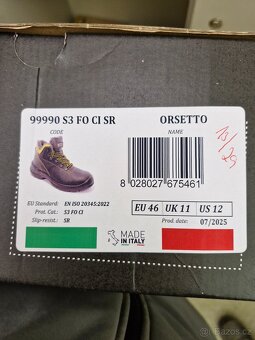 99990 S3 FO CI SR
ORSETTO
CODE
NAME
8 028027 675461
EU Standard: EN ISO 20345:2022
Prot. Cat.: S3 FO CI
Slip-resist.: SR
EU 46
UK 11
US 12
MADE
IN ITALY
Prod. date: 07/2025
Bazos.cz